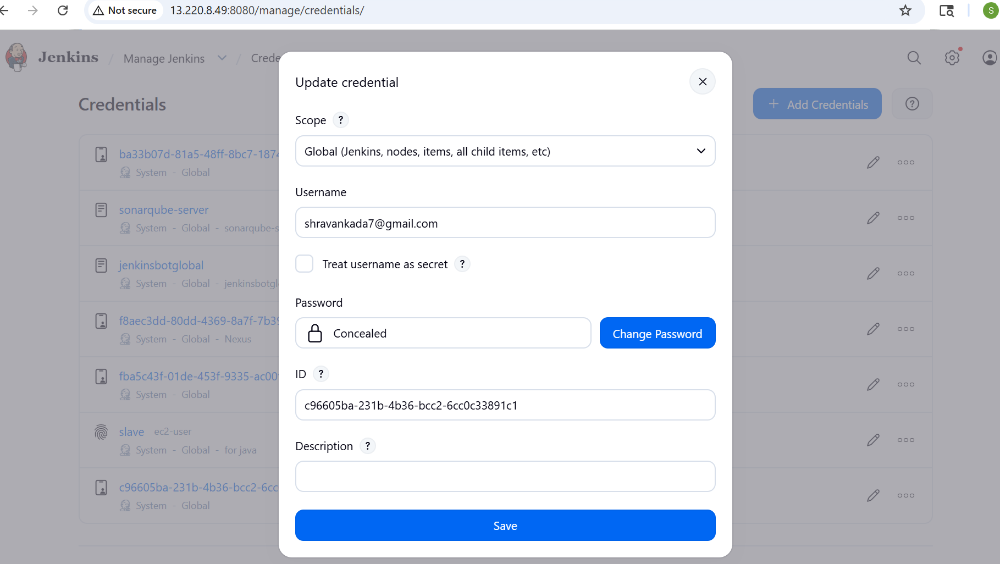 Not secure 13.220.8.49:8080/manage/credentials/
S
Jenkins / Manage Jenkins / Crede
Credentials
+ Add Credentials
?
ba33b07d-81a5-48ff-8bc7-1874
System - Global
sonarqube-server
System - Global - sonarqube-s
jenkinsbotglobal
System - Global - jenkinsbotgl
f8aec3dd-80dd-4369-8a7f-7b39
System - Global - Nexus
fba5c43f-01de-453f-9335-ac00
System - Global
slave ec2-user
System - Global - for java
c96605ba-231b-4b36-bcc2-6cc
System - Global
Update credential
Scope ?
Global (Jenkins, nodes, items, all child items, etc)
Username
shravankada7@gmail.com
Treat username as secret ?
Password
Concealed
Change Password
ID ?
c96605ba-231b-4b36-bcc2-6cc0c33891c1
Description ?
Save